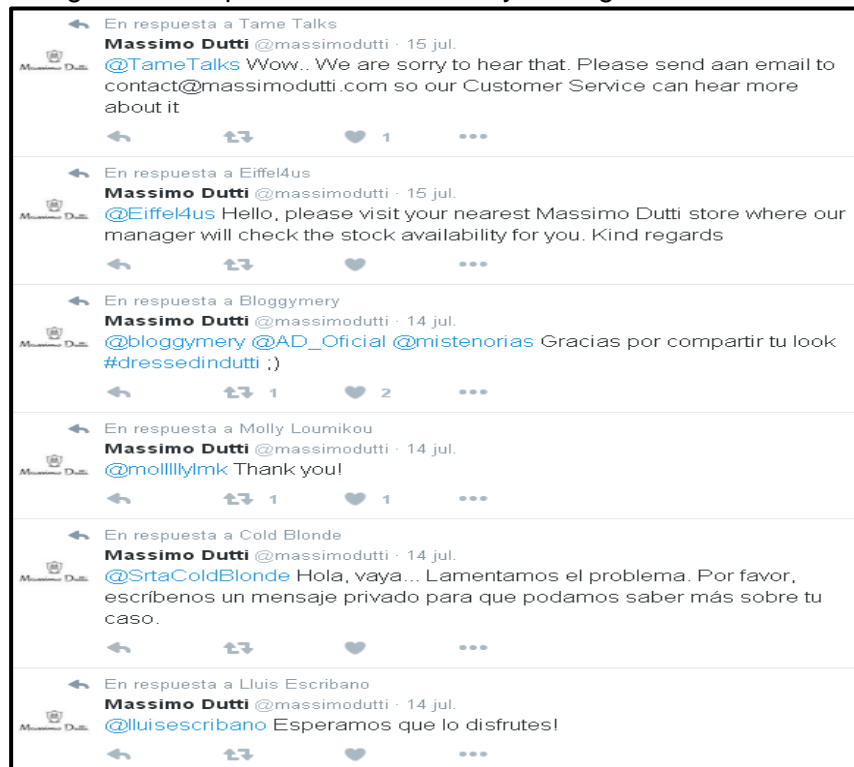 En respuesta a Tame Talks
Massimo Dutti @massimodutti · 15 jul.
@TameTalks Wow.. We are sorry to hear that. Please send aan email to
contact@massimodutti.com so our Customer Service can hear more
about it
1
En respuesta a Eiffel4us
Massimo Dutti @massimodutti · 15 jul.
@Eiffel4us Hello, please visit your nearest Massimo Dutti store where our
manager will check the stock availability for you. Kind regards
En respuesta a Bloggymery
Massimo Dutti @massimodutti · 14 jul.
@bloggymery @AD_Oficial @mistenorias Gracias por compartir tu look
#dressedindutti ;)
1 2
En respuesta a Molly Loumikou
Massimo Dutti @massimodutti · 14 jul.
@molllllylmk Thank you!
1 1
En respuesta a Cold Blonde
Massimo Dutti @massimodutti · 14 jul.
@SrtaColdBlonde Hola, vaya... Lamentamos el problema. Por favor,
escríbenos un mensaje privado para que podamos saber más sobre tu
caso.
En respuesta a Lluis Escribano
Massimo Dutti @massimodutti · 14 jul.
@lluisescribano Esperamos que lo disfrutes!